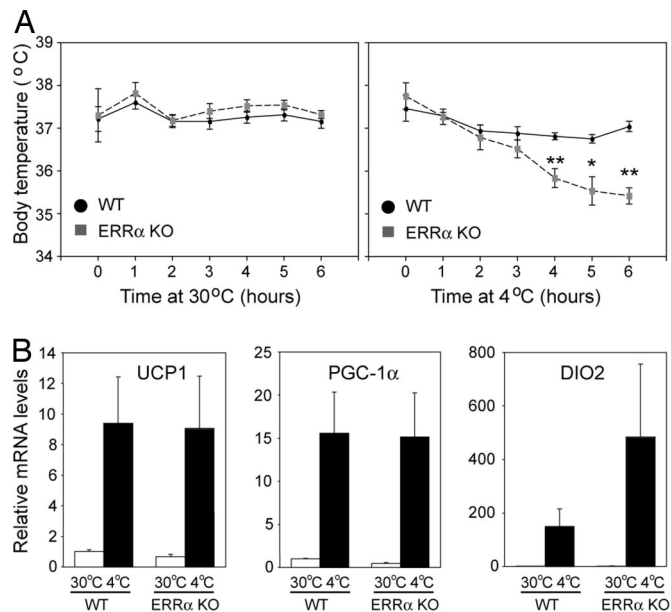 A
Body temperature (°C)
39
38
37
36
35
34
WT
ERRα KO
0 1 2 3 4 5 6
Time at 30°C (hours)
** * **
WT
ERRα KO
0 1 2 3 4 5 6
Time at 4°C (hours)
B
Relative mRNA levels
14
12
10
8
6
4
2
0
UCP1
30°C 4°C 30°C 4°C
WT ERRα KO
25
20
15
10
5
0
PGC-1α
30°C 4°C 30°C 4°C
WT ERRα KO
800
600
400
200
0
DIO2
30°C 4°C 30°C 4°C
WT ERRα KO